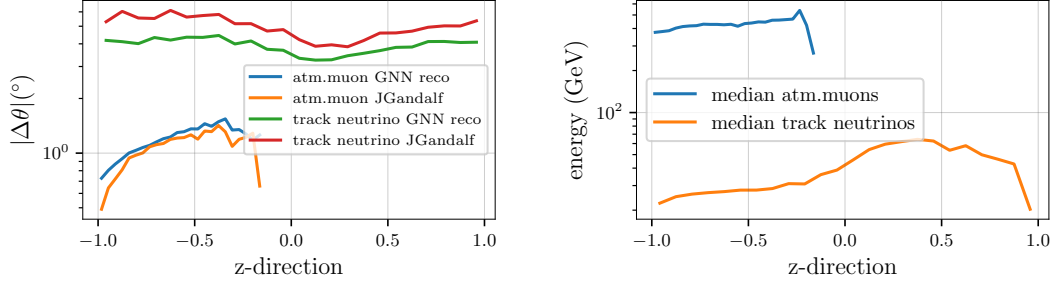 |Δθ|(°)
10⁰
atm.muon GNN reco
atm.muon JGandalf
track neutrino GNN reco
track neutrino JGandalf
−1.0 −0.5 0.0 0.5 1.0
z-direction
energy (GeV)
10²
median atm.muons
median track neutrinos
−1.0 −0.5 0.0 0.5 1.0
z-direction